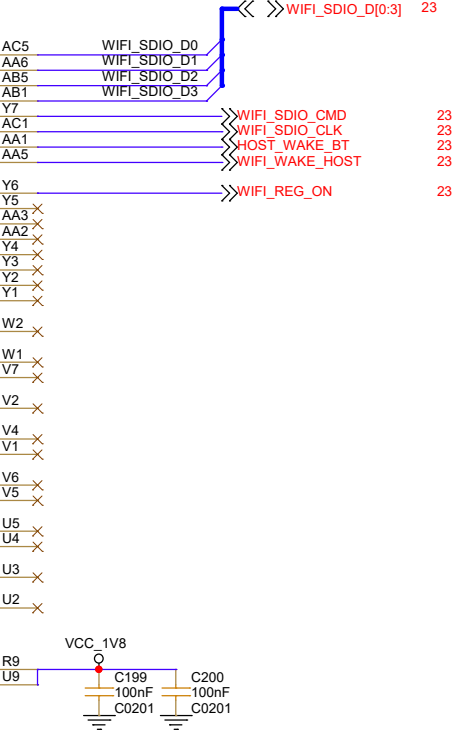 WIFI_SDIO_D[0:3] 23
AC5 WIFI_SDIO_D0
AA6 WIFI_SDIO_D1
AB5 WIFI_SDIO_D2
AB1 WIFI_SDIO_D3
Y7 WIFI_SDIO_CMD 23
AC1 WIFI_SDIO_CLK 23
AA1 HOST_WAKE_BT 23
AA5 WIFI_WAKE_HOST 23
Y6 WIFI_REG_ON 23
Y5
AA3
AA2
Y4
Y3
Y2
Y1
W2
W1
V7
V2
V4
V1
V6
V5
U5
U4
U3
U2
VCC_1V8
R9
U9
C199 C200
100nF 100nF
C0201 C0201